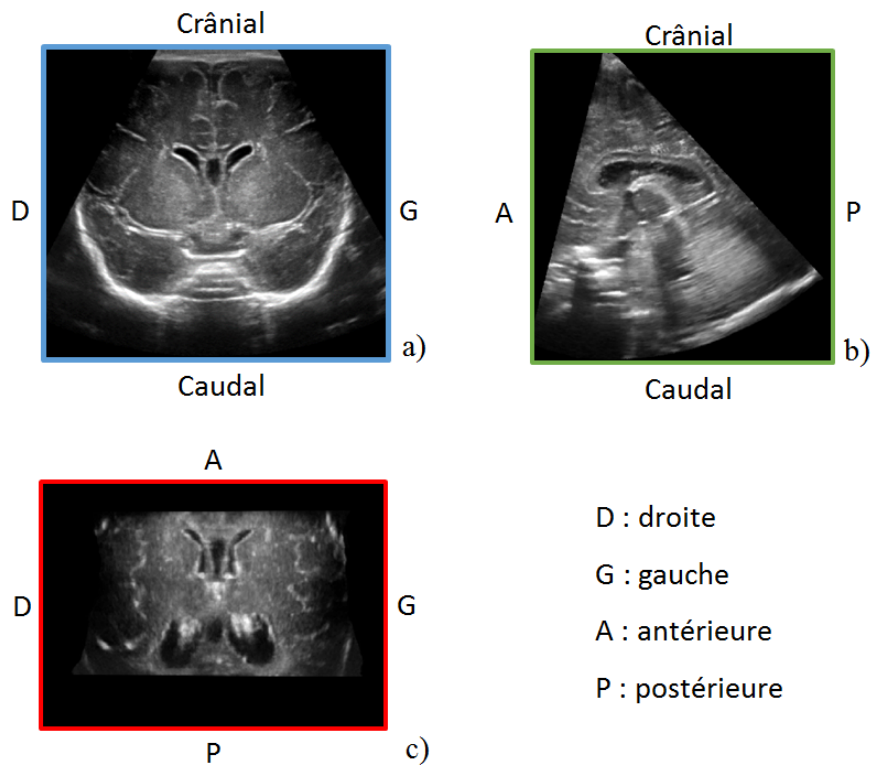 Crânial
D
G
a)
Caudal
Crânial
A
P
b)
Caudal
A
D
G
P
c)
D : droite
G : gauche
A : antérieure
P : postérieure